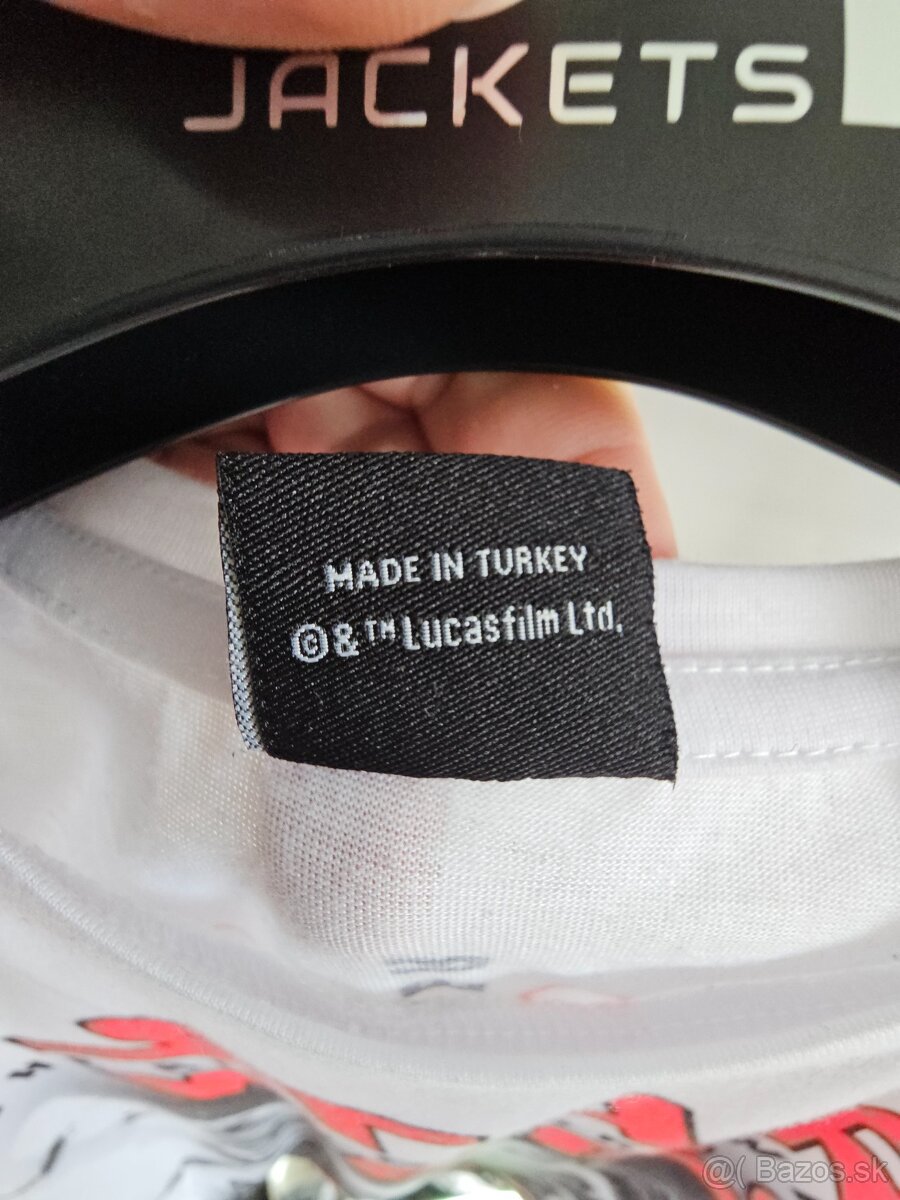 JACKETS
MADE IN TURKEY
©&™ Lucasfilm Ltd.
@( Bazos.sk